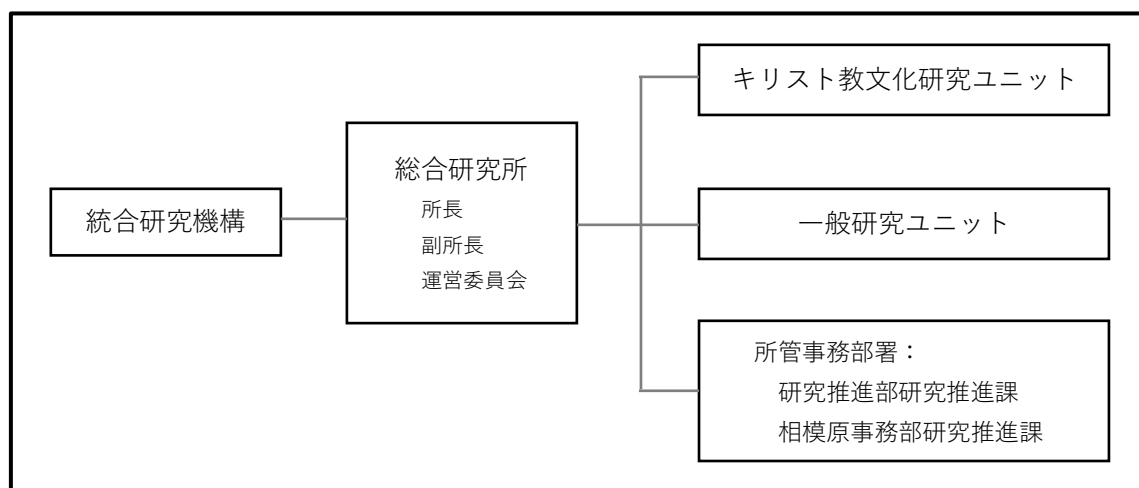 統合研究機構
総合研究所
所長
副所長
運営委員会
キリスト教文化研究ユニット
一般研究ユニット
所管事務部署：
研究推進部研究推進課
相模原事務部研究推進課